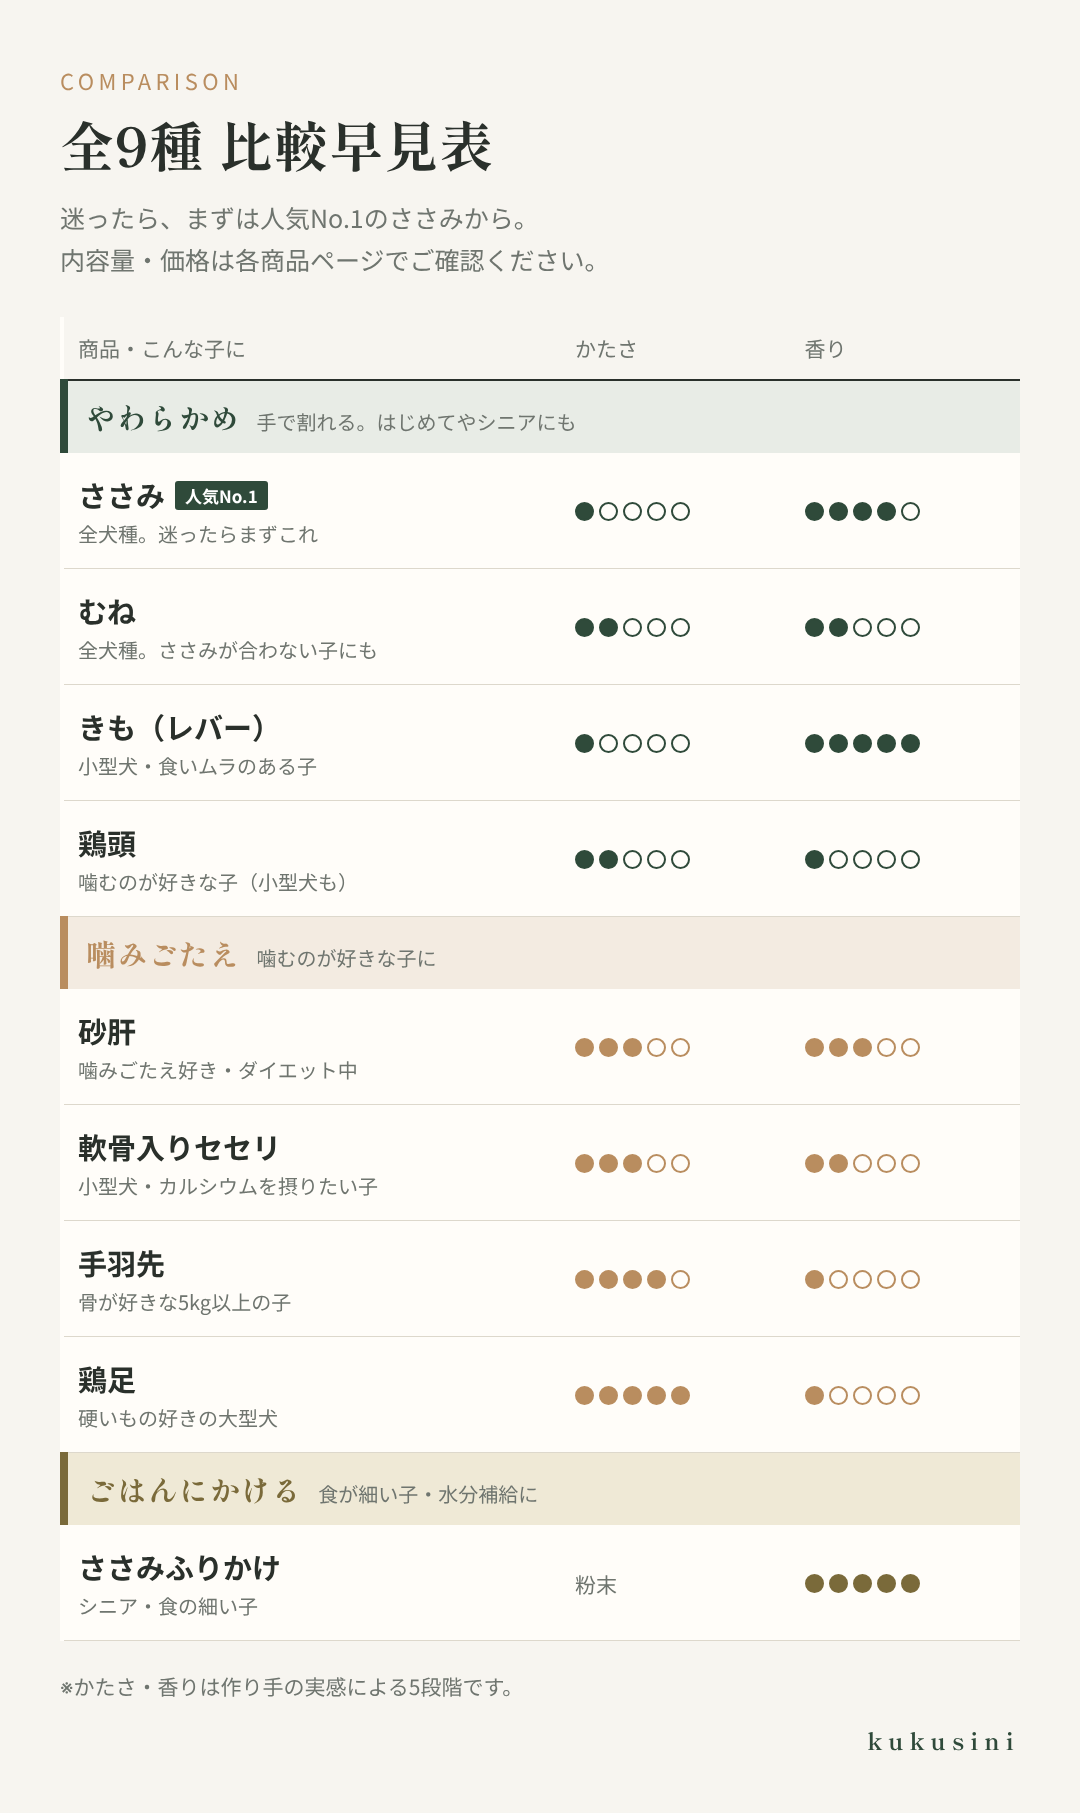 COMPARISON
全9種 比較早見表
迷ったら、まずは人気No.1のささみから。
内容量・価格は各商品ページでご確認ください。
商品・こんな子に かたさ 香り
やわらかめ 手で割れる。はじめてやシニアにも
ささみ 人気No.1
全犬種。迷ったらまずこれ
●○○○○ ●●●●○
むね
全犬種。ささみが合わない子にも
●●○○○ ●●○○○
きも（レバー）
小型犬・食いムラのある子
●○○○○ ●●●●●
鶏頭
噛むのが好きな子（小型犬も）
●●○○○ ●○○○○
噛みごたえ 噛むのが好きな子に
砂肝
噛みごたえ好き・ダイエット中
●●●○○ ●●●○○
軟骨入りセセリ
小型犬・カルシウムを摂りたい子
●●●○○ ●●○○○
手羽先
骨が好きな5kg以上の子
●●●●○ ●○○○○
鶏足
硬いもの好きの大型犬
●●●●● ●○○○○
ごはんにかける 食が細い子・水分補給に
ささみふりかけ
シニア・食の細い子
粉末 ●●●●●
※かたさ・香りは作り手の実感による5段階です。
kukusini